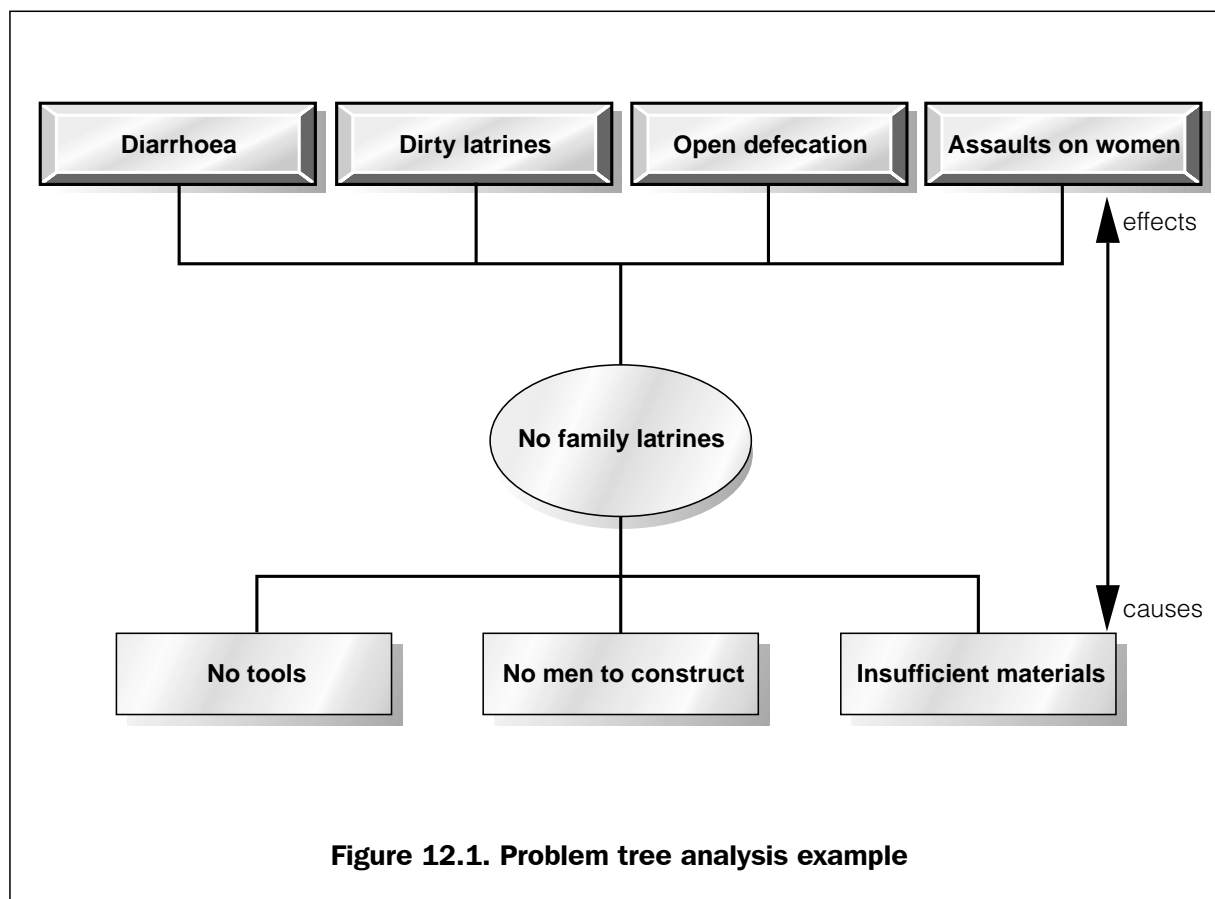 Diarrhoea
Dirty latrines
Open defecation
Assaults on women
effects
No family latrines
causes
No tools
No men to construct
Insufficient materials
Figure 12.1. Problem tree analysis example